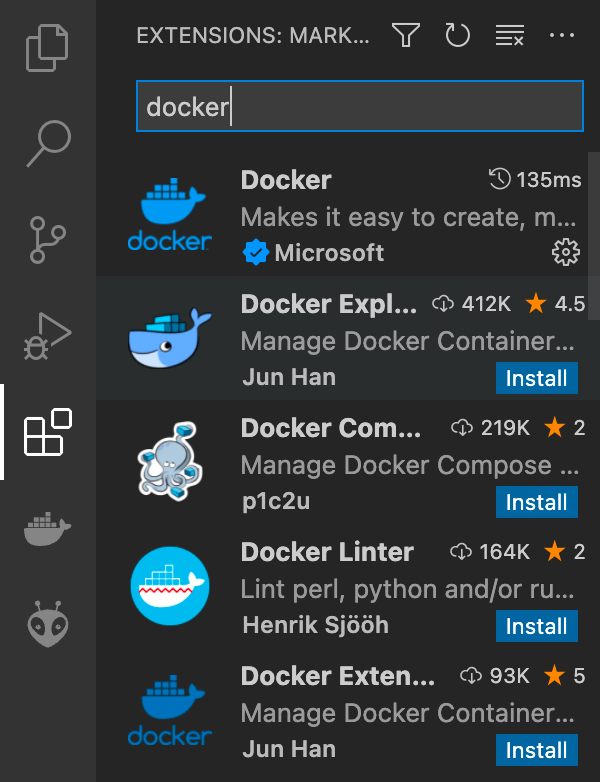 EXTENSIONS: MARK...
docker
Docker 135ms
Makes it easy to create, m...
docker
Microsoft
Docker Expl... 412K 4.5
Manage Docker Container...
Jun Han Install
Docker Com... 219K 2
Manage Docker Compose ...
p1c2u Install
Docker Linter 164K 2
Lint perl, python and/or ru...
Henrik Sjööh Install
Docker Exten... 93K 5
Manage Docker Container...
docker
Jun Han Install